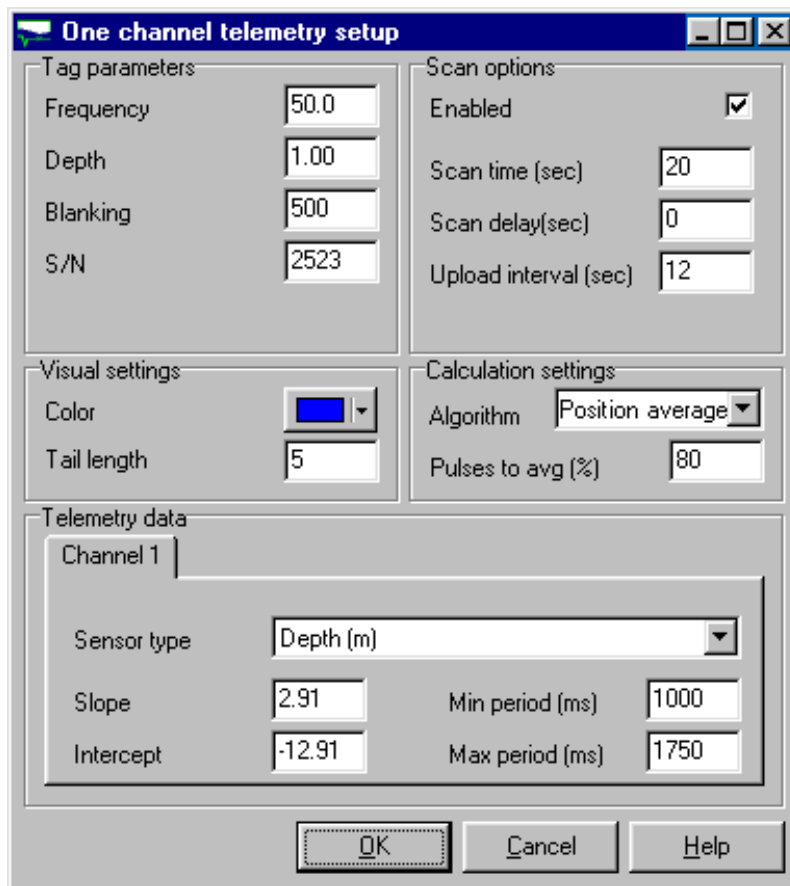 One channel telemetry setup
Tag parameters
Frequency 50.0
Depth 1.00
Blanking 500
S/N 2523
Scan options
Enabled
Scan time (sec) 20
Scan delay(sec) 0
Upload interval (sec) 12
Visual settings
Color
Tail length 5
Calculation settings
Algorithm Position average
Pulses to avg (%) 80
Telemetry data
Channel 1
Sensor type Depth (m)
Slope 2.91 Min period (ms) 1000
Intercept -12.91 Max period (ms) 1750
OK Cancel Help